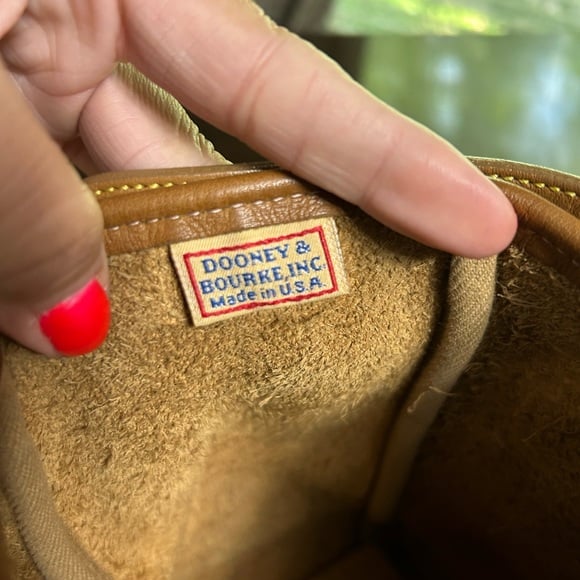 DOONEY &
BOURKE, INC.
Made in U.S.A.